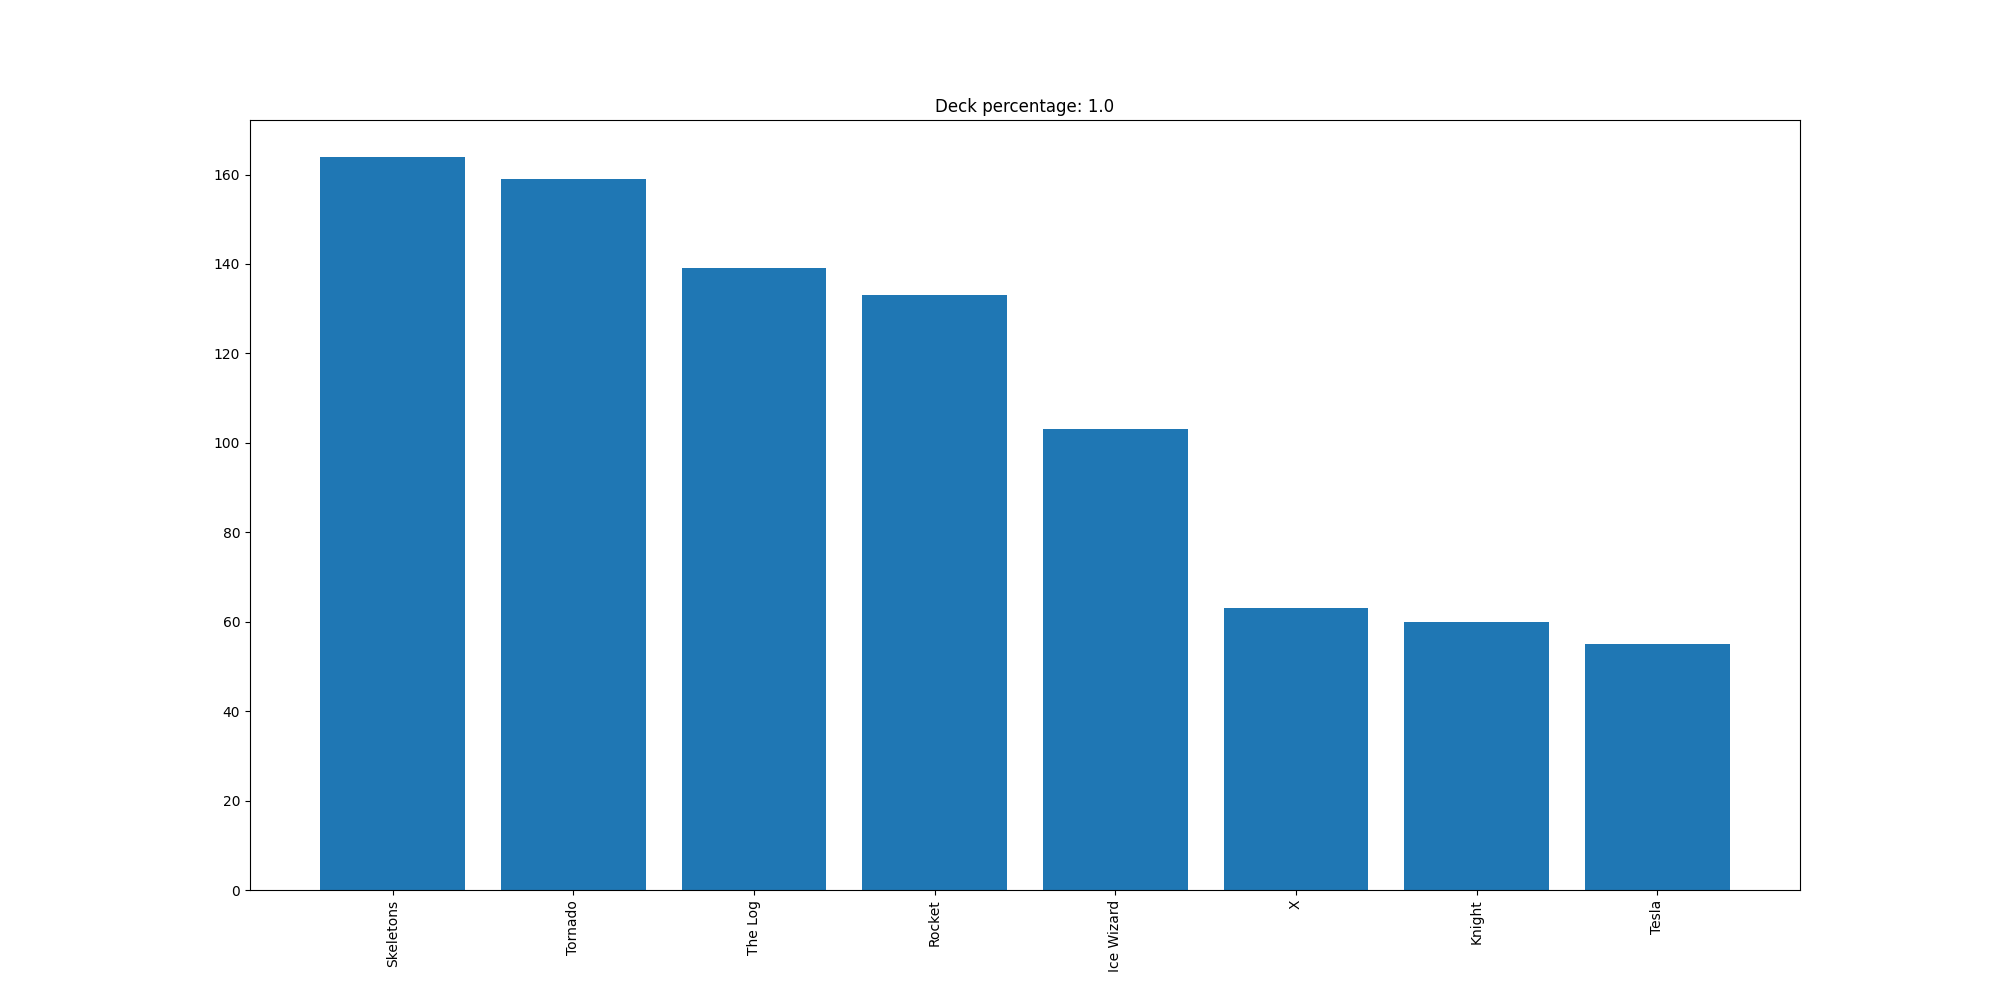 Deck percentage: 1.0
160
140
120
100
80
60
40
20
0
Skeletons
Tornado
The Log
Rocket
Ice Wizard
X
Knight
Tesla